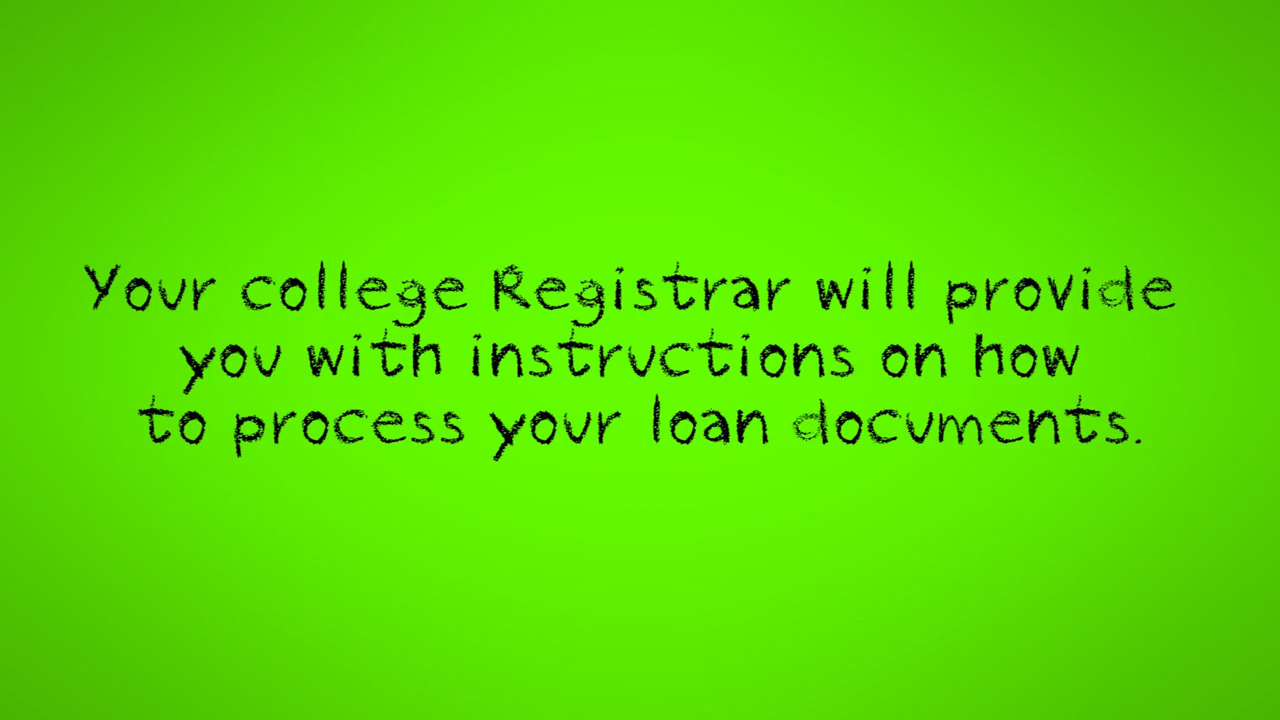 Your college Registrar will provide
you with instructions on how
to process your loan documents.